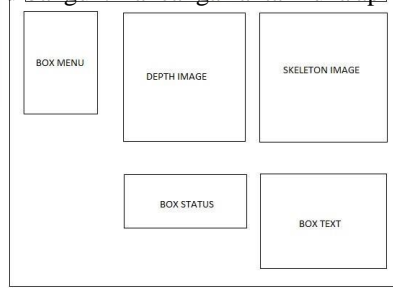 BOX MENU
DEPTH IMAGE
SKELETON IMAGE
BOX STATUS
BOX TEXT